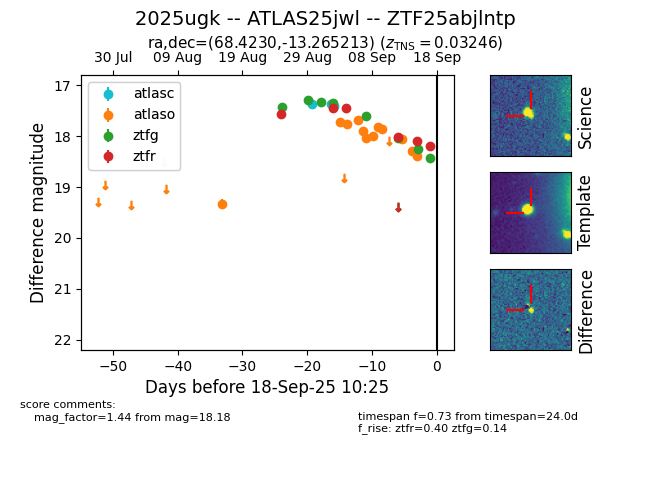 2025ugk -- ATLAS25jwl -- ZTF25abjlntp
ra,dec=(68.4230,-13.265213) (z_TNS = 0.03246)
30 Jul 09 Aug 19 Aug 29 Aug 08 Sep 18 Sep
atlasc
atlaso
ztfg
ztfr
17
18
19
20
21
22
Difference magnitude
−50 −40 −30 −20 −10 0
Days before 18-Sep-25 10:25
Science
Template
Difference
score comments:
mag_factor=1.44 from mag=18.18
timespan f=0.73 from timespan=24.0d
f_rise: ztfr=0.40 ztfg=0.14